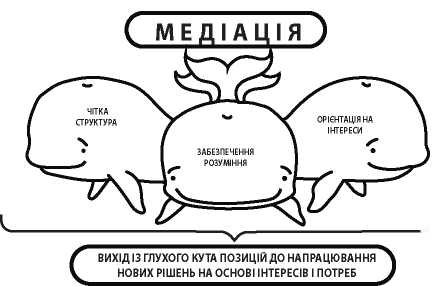 МЕДІАЦІЯ
ЧІТКА
СТРУКТУРА
ЗАБЕЗПЕЧЕННЯ
РОЗУМІННЯ
ОРІЄНТАЦІЯ НА
ІНТЕРЕСИ
ВИХІД ІЗ ГЛУХОГО КУТА ПОЗИЦІЙ ДО НАПРАЦЮВАННЯ
НОВИХ РІШЕНЬ НА ОСНОВІ ІНТЕРЕСІВ І ПОТРЕБ